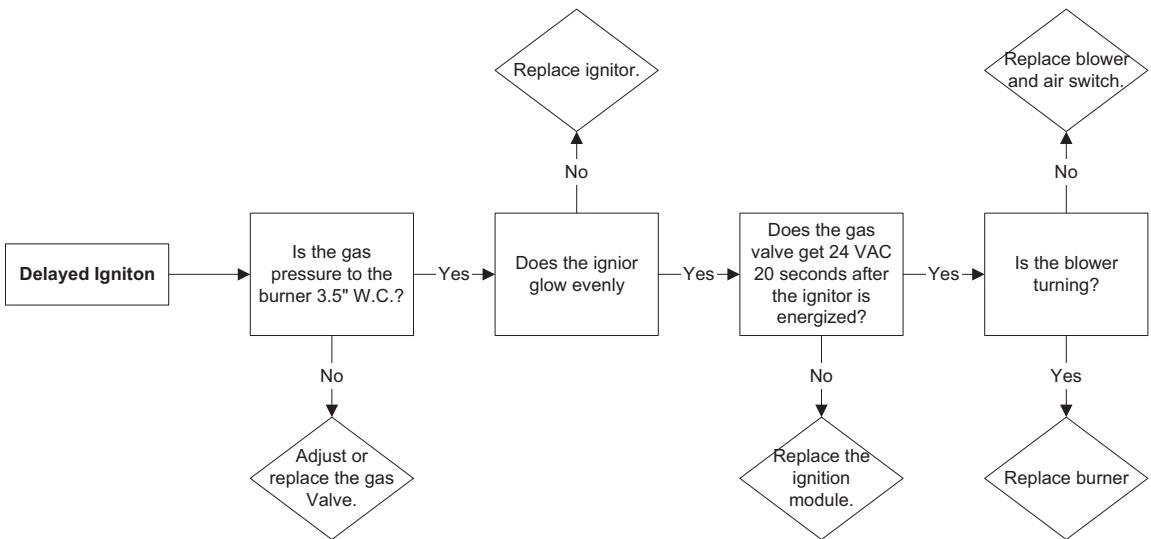 Replace ignitor.
Replace blower
and air switch.
No
No
Delayed Igniton
Is the gas
pressure to the
burner 3.5" W.C.?
Yes
Does the ignior
glow evenly
Yes
Does the gas
valve get 24 VAC
20 seconds after
the ignitor is
energized?
Yes
Is the blower
turning?
No
No
Yes
Adjust or
replace the gas
Valve.
Replace the
ignition
module.
Replace burner